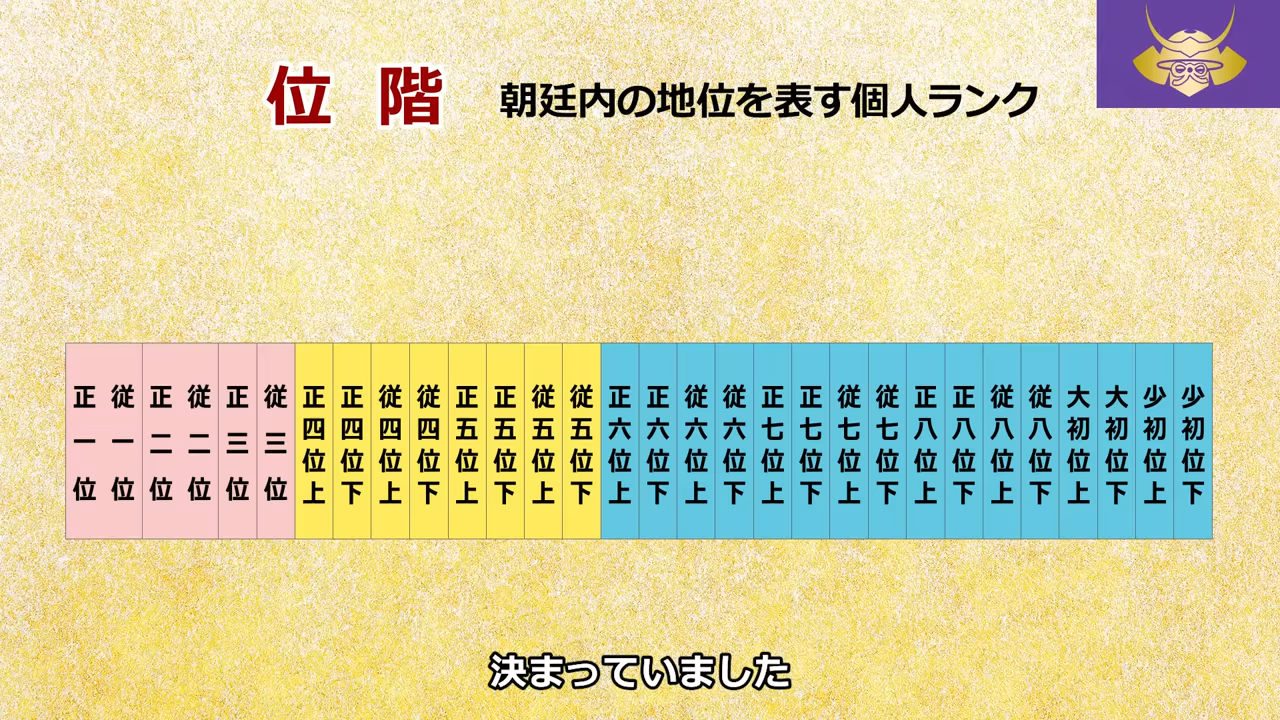 位階 朝廷内の地位を表す個人ランク
正一位
従一位
正二位
従二位
正三位
従三位
正四位上
正四位下
従四位上
従四位下
正五位上
正五位下
従五位上
従五位下
正六位上
正六位下
従六位上
従六位下
正七位上
正七位下
従七位上
従七位下
正八位上
正八位下
従八位上
従八位下
大初位上
大初位下
少初位上
少初位下
決まっていました